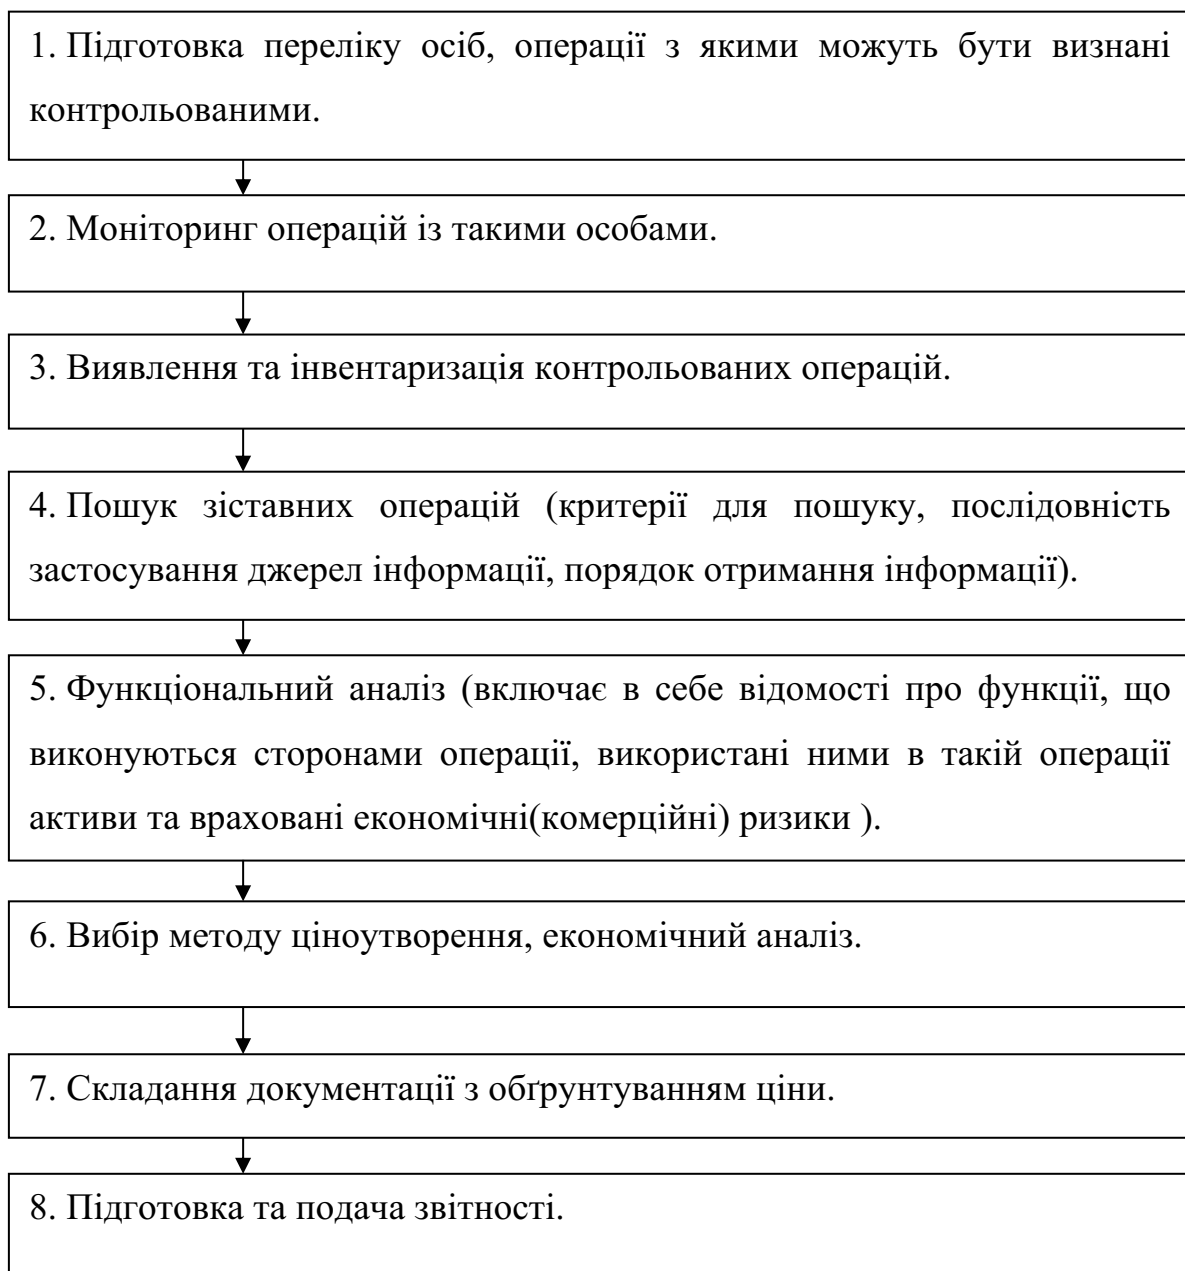 1. Підготовка переліку осіб, операції з якими можуть бути визнані
контрольованими.
2. Моніторинг операцій із такими особами.
3. Виявлення та інвентаризація контрольованих операцій.
4. Пошук зіставних операцій (критерії для пошуку, послідовність
застосування джерел інформації, порядок отримання інформації).
5. Функціональний аналіз (включає в себе відомості про функції, що
виконуються сторонами операції, використані ними в такій операції
активи та враховані економічні(комерційні) ризики ).
6. Вибір методу ціноутворення, економічний аналіз.
7. Складання документації з обґрунтуванням ціни.
8. Підготовка та подача звітності.